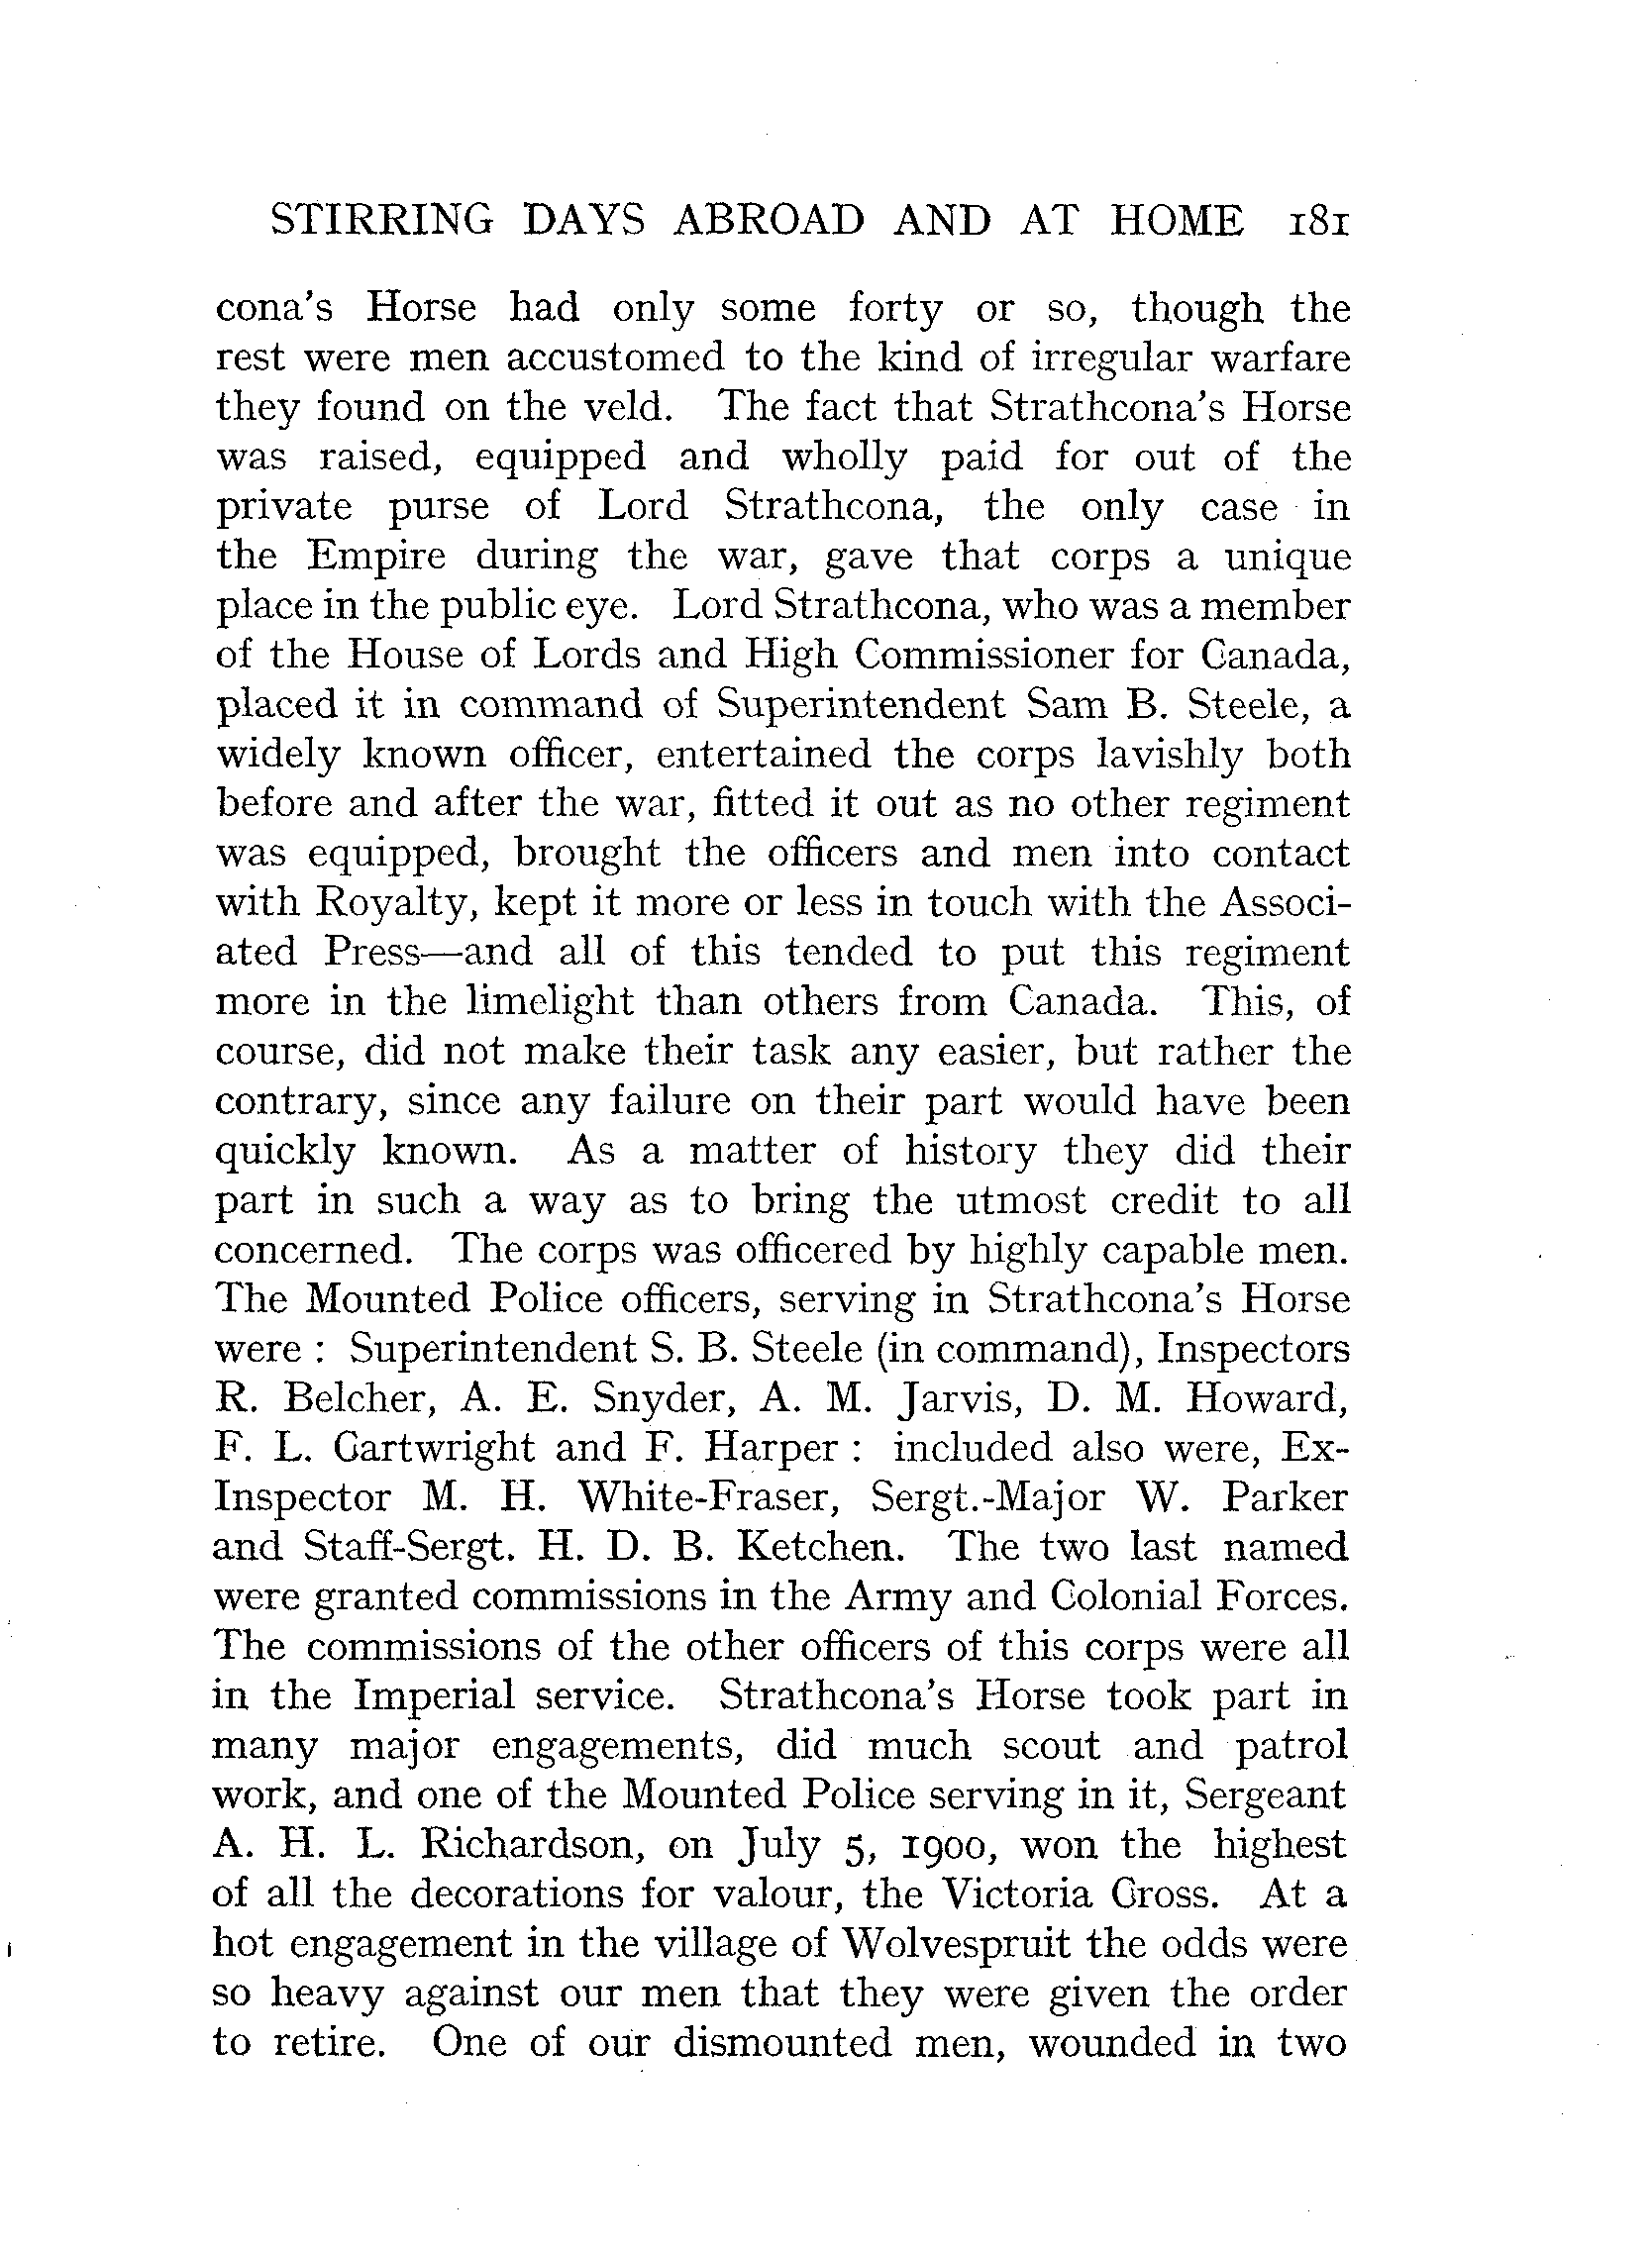 STIRRING DAYS ABROAD AND AT HOME 181
cona's Horse had only some forty or so, though the
rest were men accustomed to the kind of irregular warfare
they found on the veld. The fact that Strathcona's Horse
was raised, equipped and wholly paid for out of the
private purse of Lord Strathcona, the only case in
the Empire during the war, gave that corps a unique
place in the public eye. Lord Strathcona, who was a member
of the House of Lords and High Commissioner for Canada,
placed it in command of Superintendent Sam B. Steele, a
widely known officer, entertained the corps lavishly both
before and after the war, fitted it out as no other regiment
was equipped, brought the officers and men into contact
with Royalty, kept it more or less in touch with the Associ-
ated Press—and all of this tended to put this regiment
more in the limelight than others from Canada. This, of
course, did not make their task any easier, but rather the
contrary, since any failure on their part would have been
quickly known. As a matter of history they did their
part in such a way as to bring the utmost credit to all
concerned. The corps was officered by highly capable men.
The Mounted Police officers, serving in Strathcona's Horse
were : Superintendent S. B. Steele (in command), Inspectors
R. Belcher, A. E. Snyder, A. M. Jarvis, D. M. Howard,
F. L. Cartwright and F. Harper : included also were, Ex-
Inspector M. H. White-Fraser, Sergt.-Major W. Parker
and Staff-Sergt. H. D. B. Ketchen. The two last named
were granted commissions in the Army and Colonial Forces.
The commissions of the other officers of this corps were all
in the Imperial service. Strathcona's Horse took part in
many major engagements, did much scout and patrol
work, and one of the Mounted Police serving in it, Sergeant
A. H. L. Richardson, on July 5, 1900, won the highest
of all the decorations for valour, the Victoria Cross. At a
hot engagement in the village of Wolvespruit the odds were
so heavy against our men that they were given the order
to retire. One of our dismounted men, wounded in two